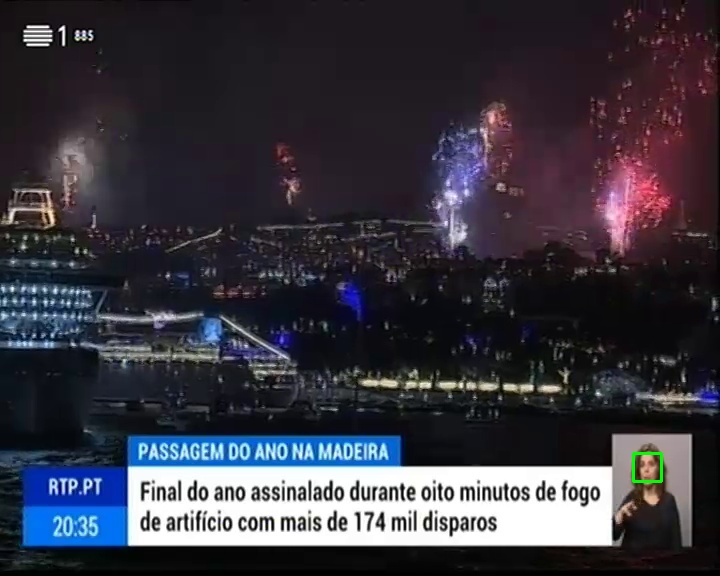 1 885
PASSAGEM DO ANO NA MADEIRA
RTP.PT
Final do ano assinalado durante oito minutos de fogo
20:35
de artifício com mais de 174 mil disparos